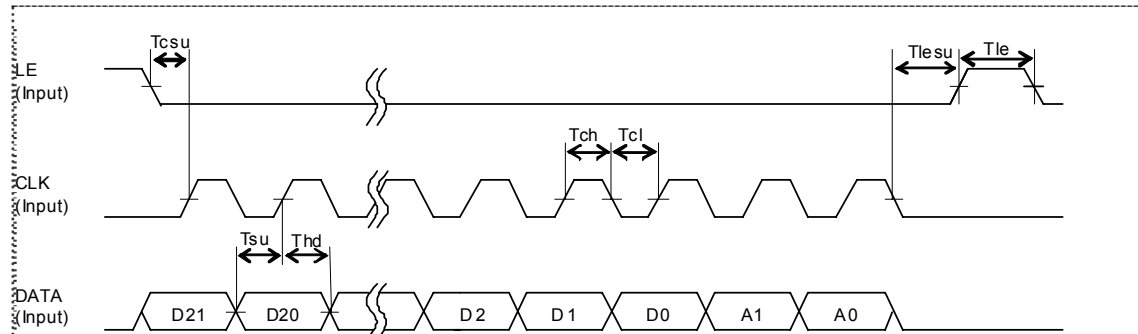 Tcsu
Tlesu
Tle
LE
(Input)
Tch
Tcl
CLK
(Input)
Tsu
Thd
DATA
(Input)
D21
D20
D2
D1
D0
A1
A0